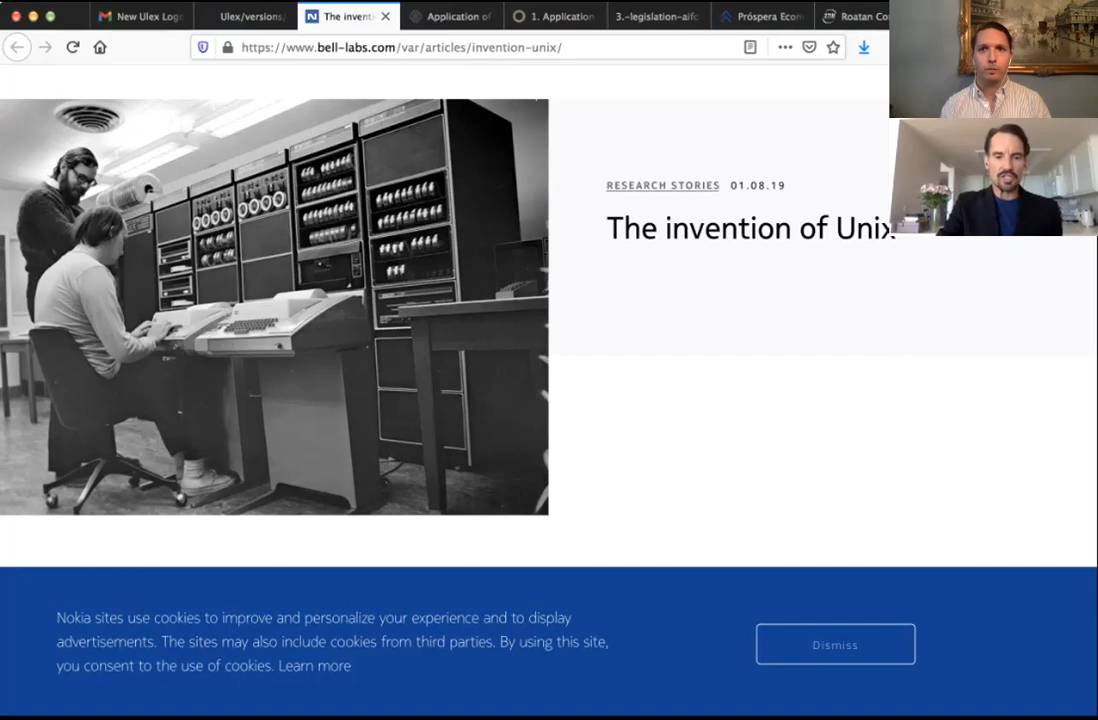 New Ulex Logo
Ulex/versions/
The invent
Application of
1. Application
3.-legislation-aifc
Próspera Econ
Roatan Co
https://www.bell-labs.com/var/articles/invention-unix/
RESEARCH STORIES 01.08.19
The invention of Unix
Nokia sites use cookies to improve and personalize your experience and to display
advertisements. The sites may also include cookies from third parties. By using this site,
you consent to the use of cookies. Learn more
Dismiss